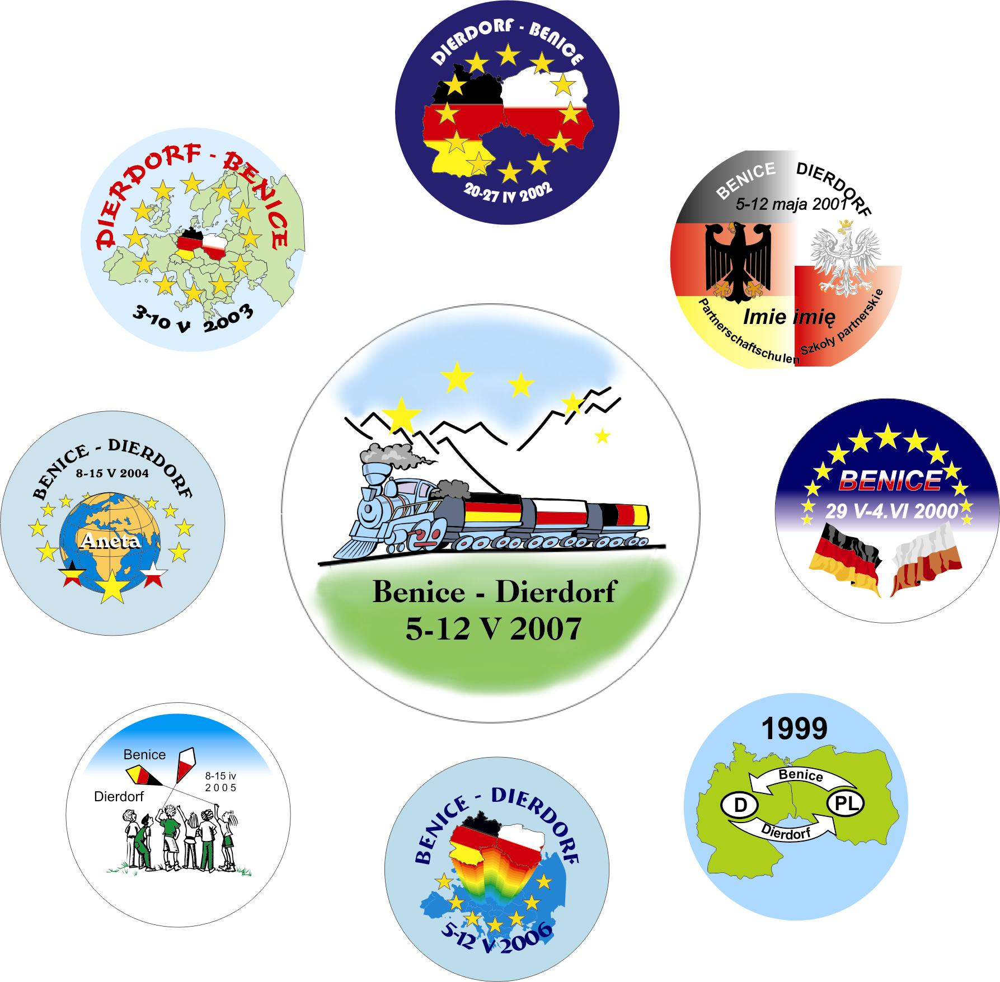 DIERDORF - BENICE
20-27 IV 2002
DIERDORF - BENICE
3-10 V 2003
BENICE DIERDORF
5-12 maja 2001
Imie imię
Partnerschaftschulen Szkoły partnerskie
BENICE - DIERDORF
8-15 V 2004
Aneta
BENICE
29 V-4.VI 2000
Benice - Dierdorf
5-12 V 2007
Benice
8-15 iv
2005
Dierdorf
BENICE - DIERDORF
5-12 V 2006
1999
Benice
D PL
Dierdorf